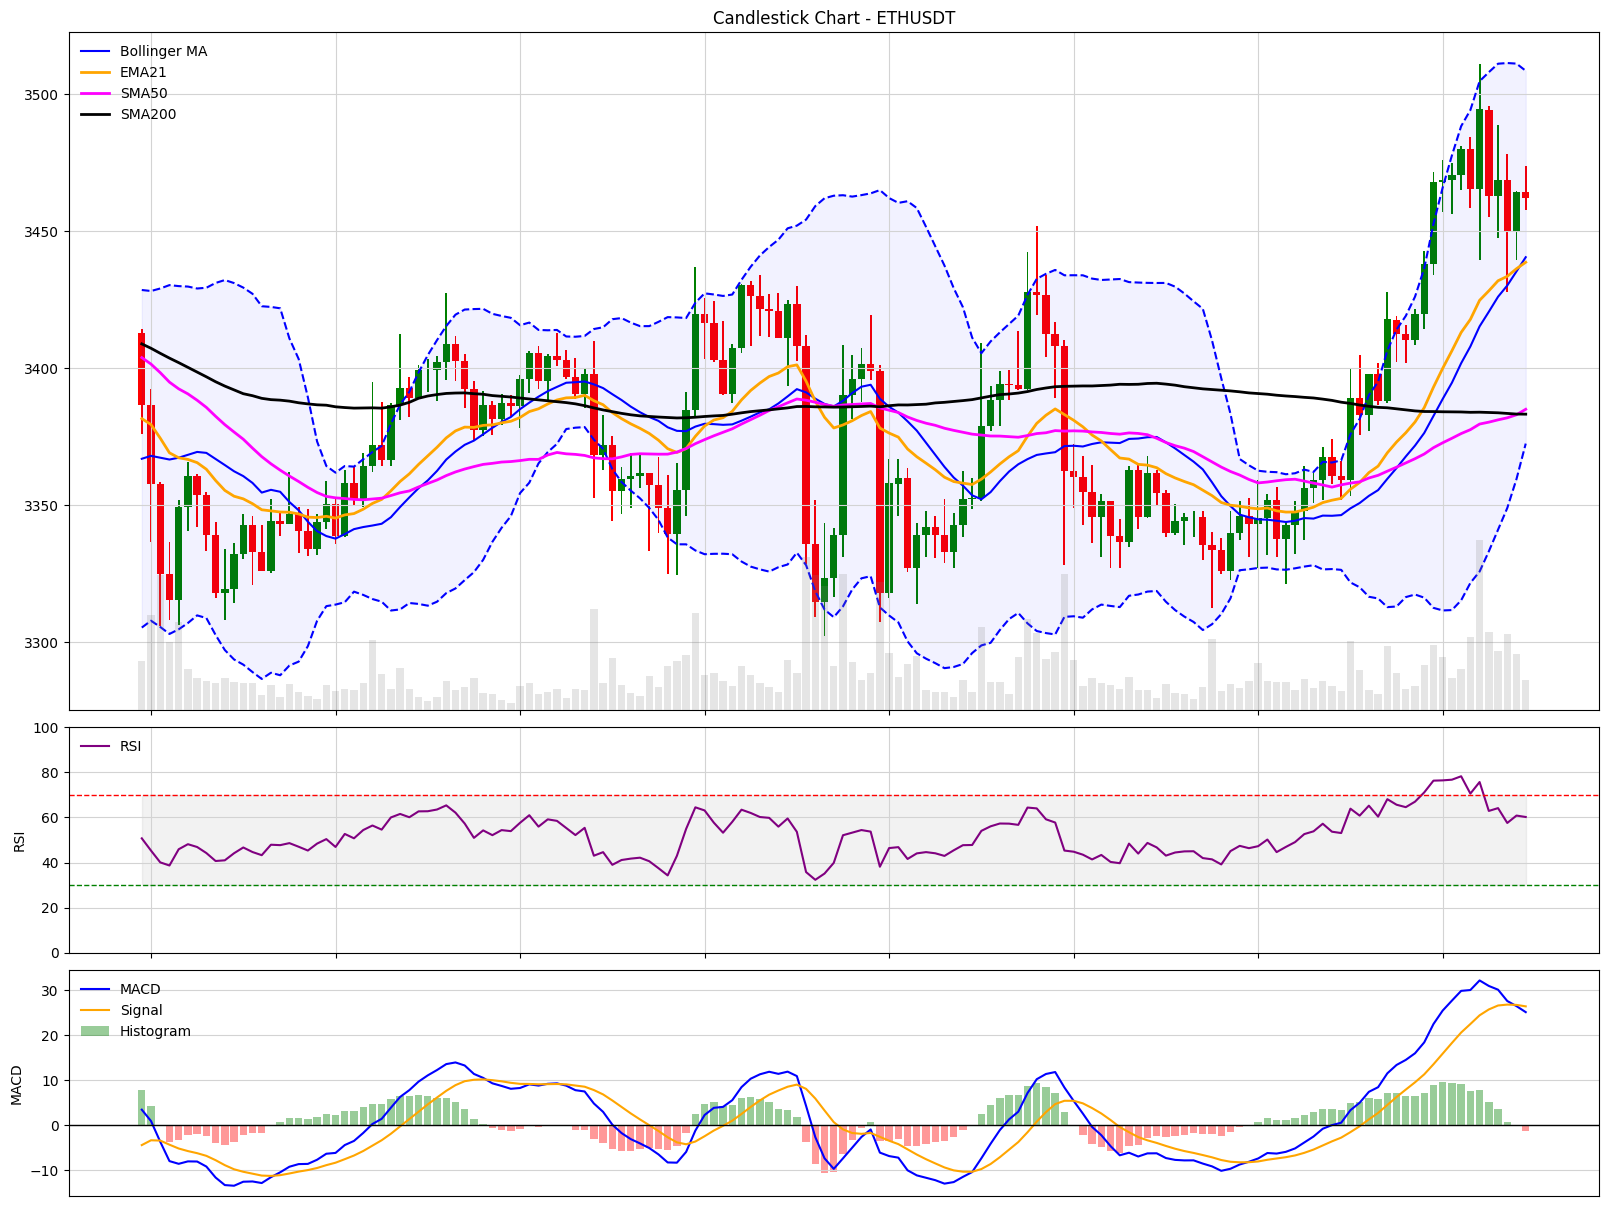 Candlestick Chart - ETHUSDT
Bollinger MA
EMA21
SMA50
SMA200
3500
3450
3400
3350
3300
RSI
100
80
60
40
20
0
RSI
MACD
Signal
Histogram
30
20
10
0
−10
MACD